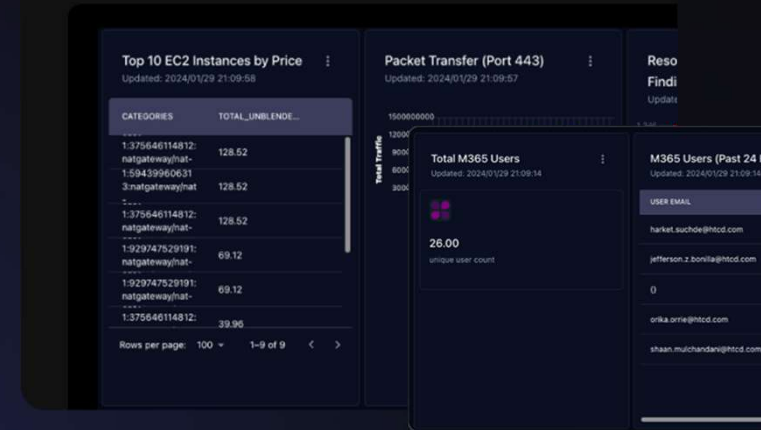 Top 10 EC2 Instances by Price
Updated: 2024/01/29 21:09:58
CATEGORIES TOTAL_UNBLENDE...
1:375646114812:
natgateway/nat-
128.52
1:59439960631
3:natgateway/nat
128.52
1:375646114812:
natgateway/nat-
128.52
1:929747529191:
natgateway/nat-
69.12
1:929747529191:
natgateway/nat-
69.12
1:375646114812:
39.96
Rows per page: 100 1–9 of 9
Packet Transfer (Port 443)
Updated: 2024/01/29 21:09:57
Total Traffic
1500000000
Total M365 Users
Updated: 2024/01/29 21:09:14
26.00
unique user count
M365 Users (Past 24
Updated: 2024/01/29 21:09:14
USER EMAIL
harket.suchde@htcd.com
jefferson.z.bonilla@htcd.com
()
orika.orrie@htcd.com
shaan.mulchandani@htcd.com